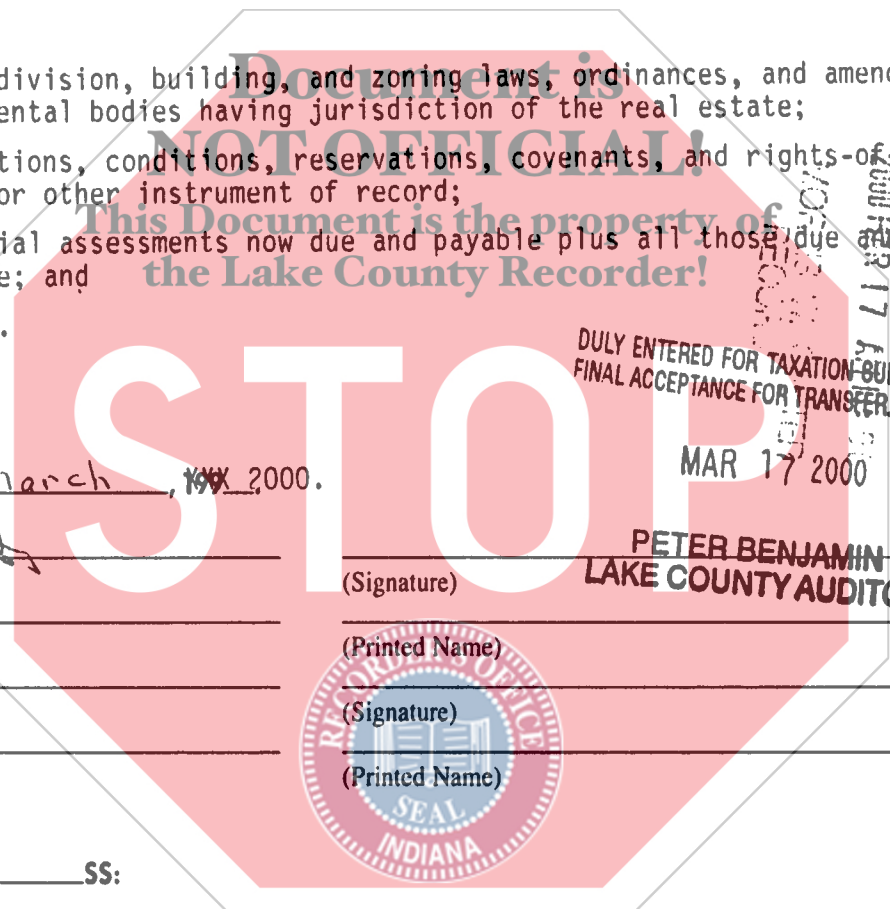 division, building, and zoning laws, ordinances, and amend
ental bodies having jurisdiction of the real estate;
tions, conditions, reservations, covenants, and rights-of-
or other instrument of record;
ial assessments now due and payable plus all those due and
e; and
Document is
NOT OFFICIAL!
This Document is the property of
the Lake County Recorder!
STOP
DULY ENTERED FOR TAXATION SUB
FINAL ACCEPTANCE FOR TRANSFER
MAR 17 2000
arch, 2000.
PETER BENJAMIN
LAKE COUNTY AUDITO
(Signature)
(Printed Name)
(Signature)
(Printed Name)
RECORDER'S OFFICE
SEAL
INDIANA
SS: